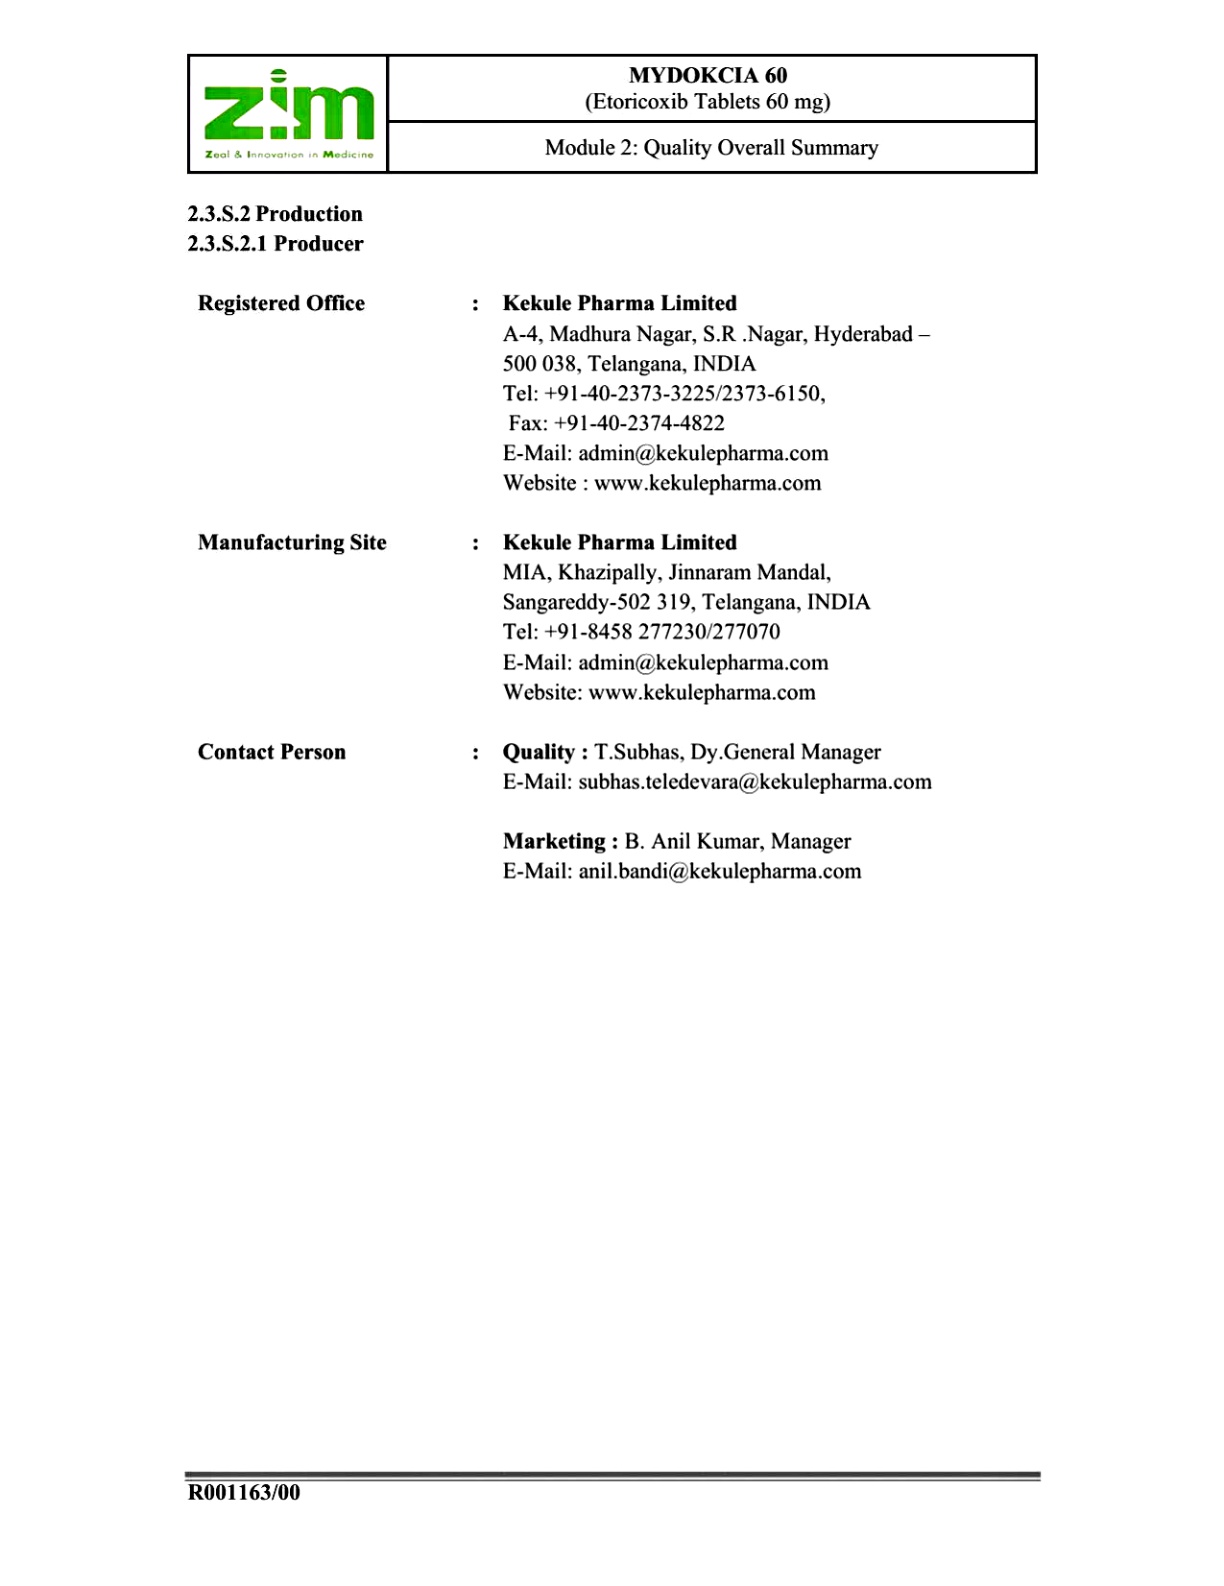 zim
Zeal & Innovation in Medicine
MYDOKCIA 60
(Etoricoxib Tablets 60 mg)
Module 2: Quality Overall Summary
2.3.S.2 Production
2.3.S.2.1 Producer
Registered Office : Kekule Pharma Limited
A-4, Madhura Nagar, S.R .Nagar, Hyderabad –
500 038, Telangana, INDIA
Tel: +91-40-2373-3225/2373-6150,
Fax: +91-40-2374-4822
E-Mail: admin@kekulepharma.com
Website : www.kekulepharma.com
Manufacturing Site : Kekule Pharma Limited
MIA, Khazipally, Jinnaram Mandal,
Sangareddy-502 319, Telangana, INDIA
Tel: +91-8458 277230/277070
E-Mail: admin@kekulepharma.com
Website: www.kekulepharma.com
Contact Person : Quality : T.Subhas, Dy.General Manager
E-Mail: subhas.teledevara@kekulepharma.com
Marketing : B. Anil Kumar, Manager
E-Mail: anil.bandi@kekulepharma.com
R001163/00